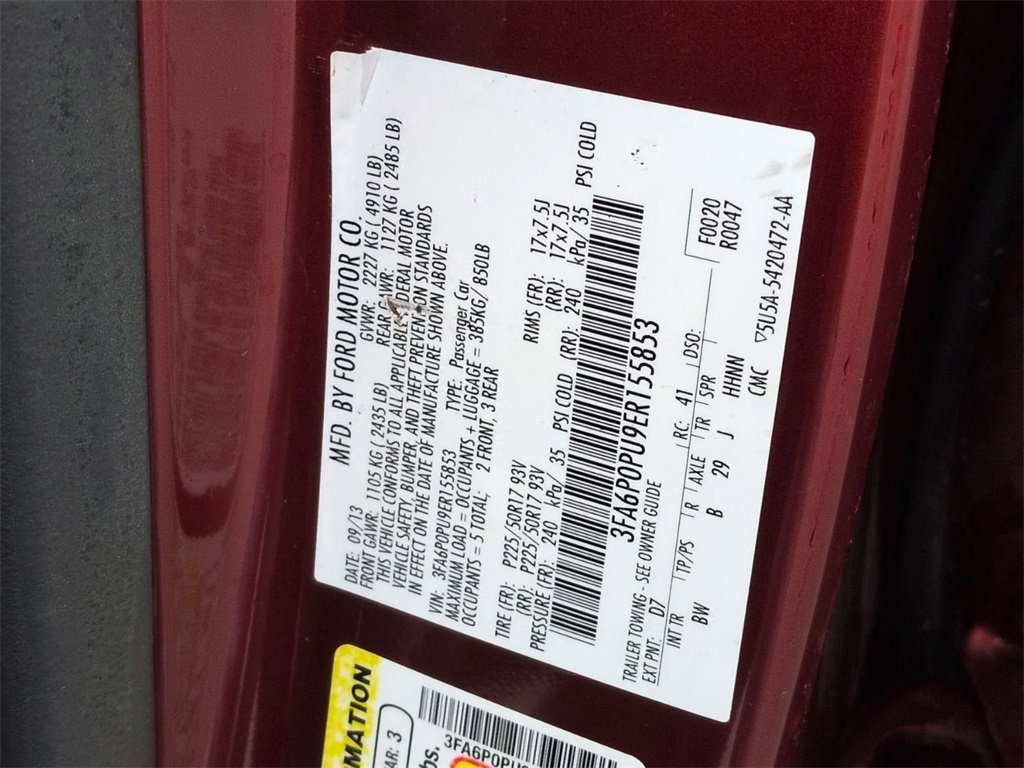 MFD. BY FORD MOTOR CO.
DATE: 09/13 GVWR: 2227 KG ( 4910 LB)
FRONT GAWR: 1105 KG ( 2435 LB) REAR GAWR: 1127 KG ( 2485 LB)
THIS VEHICLE CONFORMS TO ALL APPLICABLE FEDERAL MOTOR
VEHICLE SAFETY, BUMPER, AND THEFT PREVENTION STANDARDS
IN EFFECT ON THE DATE OF MANUFACTURE SHOWN ABOVE.
VIN: 3FA6P0PU9ER155853 TYPE: Passenger Car
MAXIMUM LOAD = OCCUPANTS + LUGGAGE = 385KG/ 850LB
OCCUPANTS = 5 TOTAL; 2 FRONT, 3 REAR
TIRE (FR): P225/50R17 93V RIMS (FR): 17x7.5J
(RR): P225/50R17 93V (RR): 17x7.5J
PRESSURE (FR): 240 kPa/ 35 PSI COLD (RR): 240 kPa/ 35 PSI COLD
3FA6P0PU9ER155853
TRAILER TOWING - SEE OWNER GUIDE F0020
EXT PNT: D7 RC: 41 DSO: R0047
INT TR TP/PS R AXLE TR SPR
BW B 29 J HHNN
CMC ▽5U5A-5420472-AA
MATION
AR: 3
bs.
3FA6P0PU9